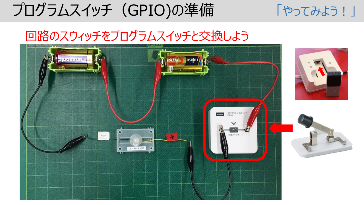 プログラムスイッチ（GPIO)の準備
「やってみよう！」
回路のスウィッチをプログラムスイッチと交換しよう